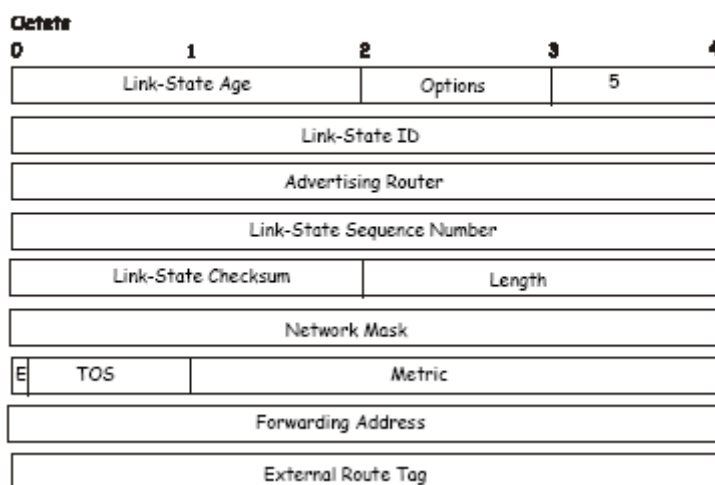 Octets
0 1 2 3 4
Link-State Age Options 5
Link-State ID
Advertising Router
Link-State Sequence Number
Link-State Checksum Length
Network Mask
E TOS Metric
Forwarding Address
External Route Tag